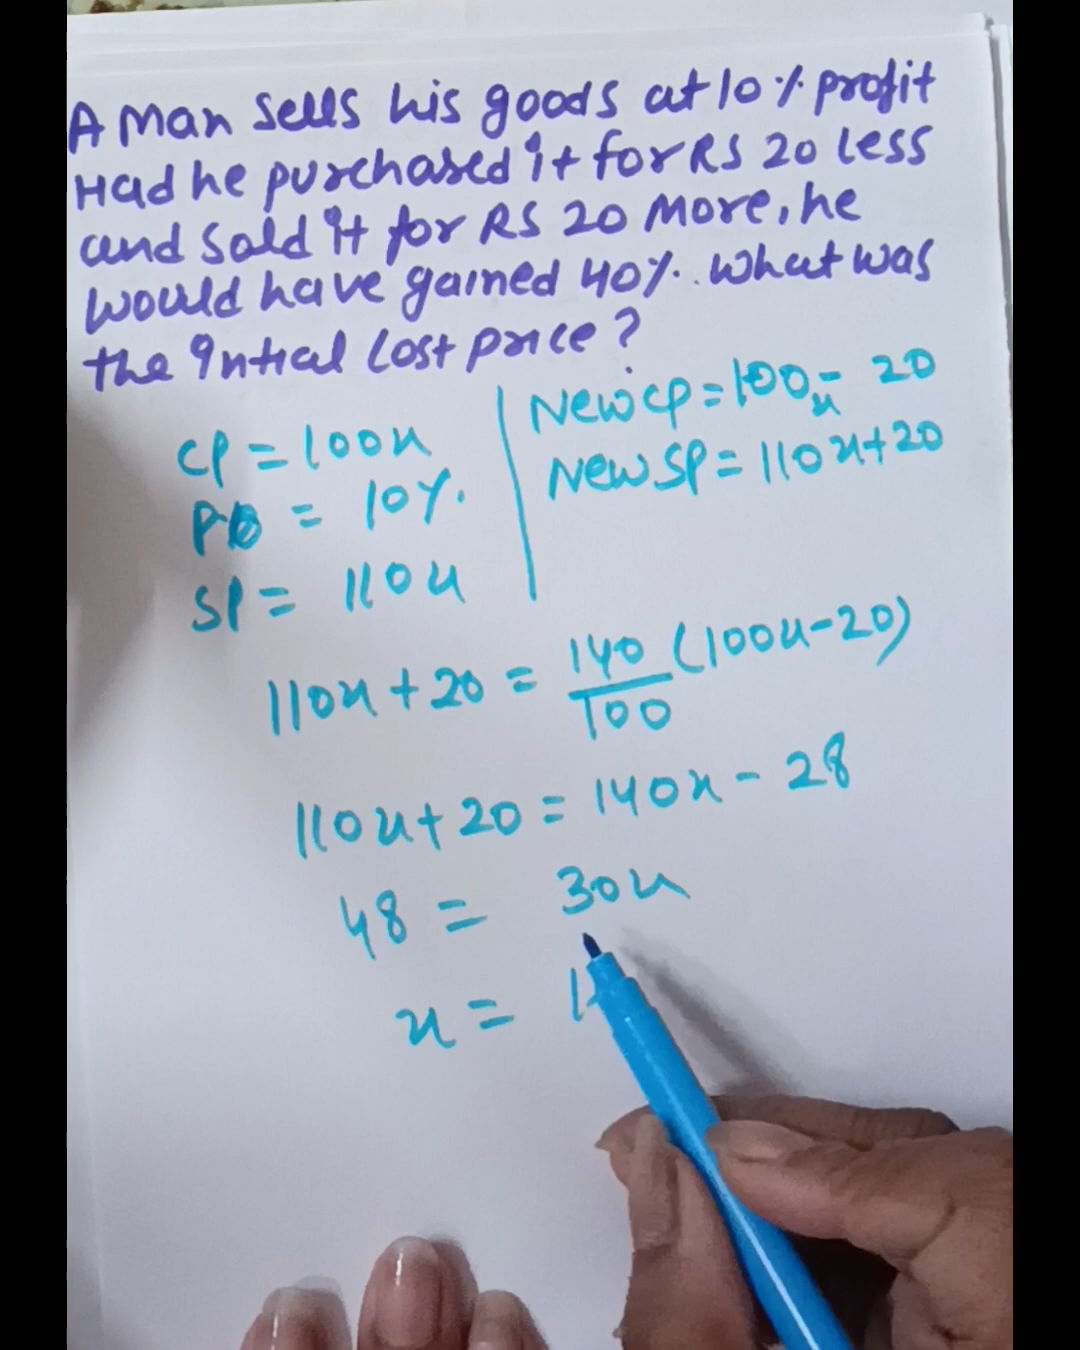 A Man sells his goods at 10% profit
Had he purchased it for RS 20 less
and sold it for RS 20 More, he
would have gained 40%. what was
the intial cost price?
CP = 100x
P% = 10%.
SP = 110x
New CP = 100x - 20
New SP = 110x+20
110x + 20 = 140/100 (100x-20)
110x + 20 = 140x - 28
48 = 30x
x = 1